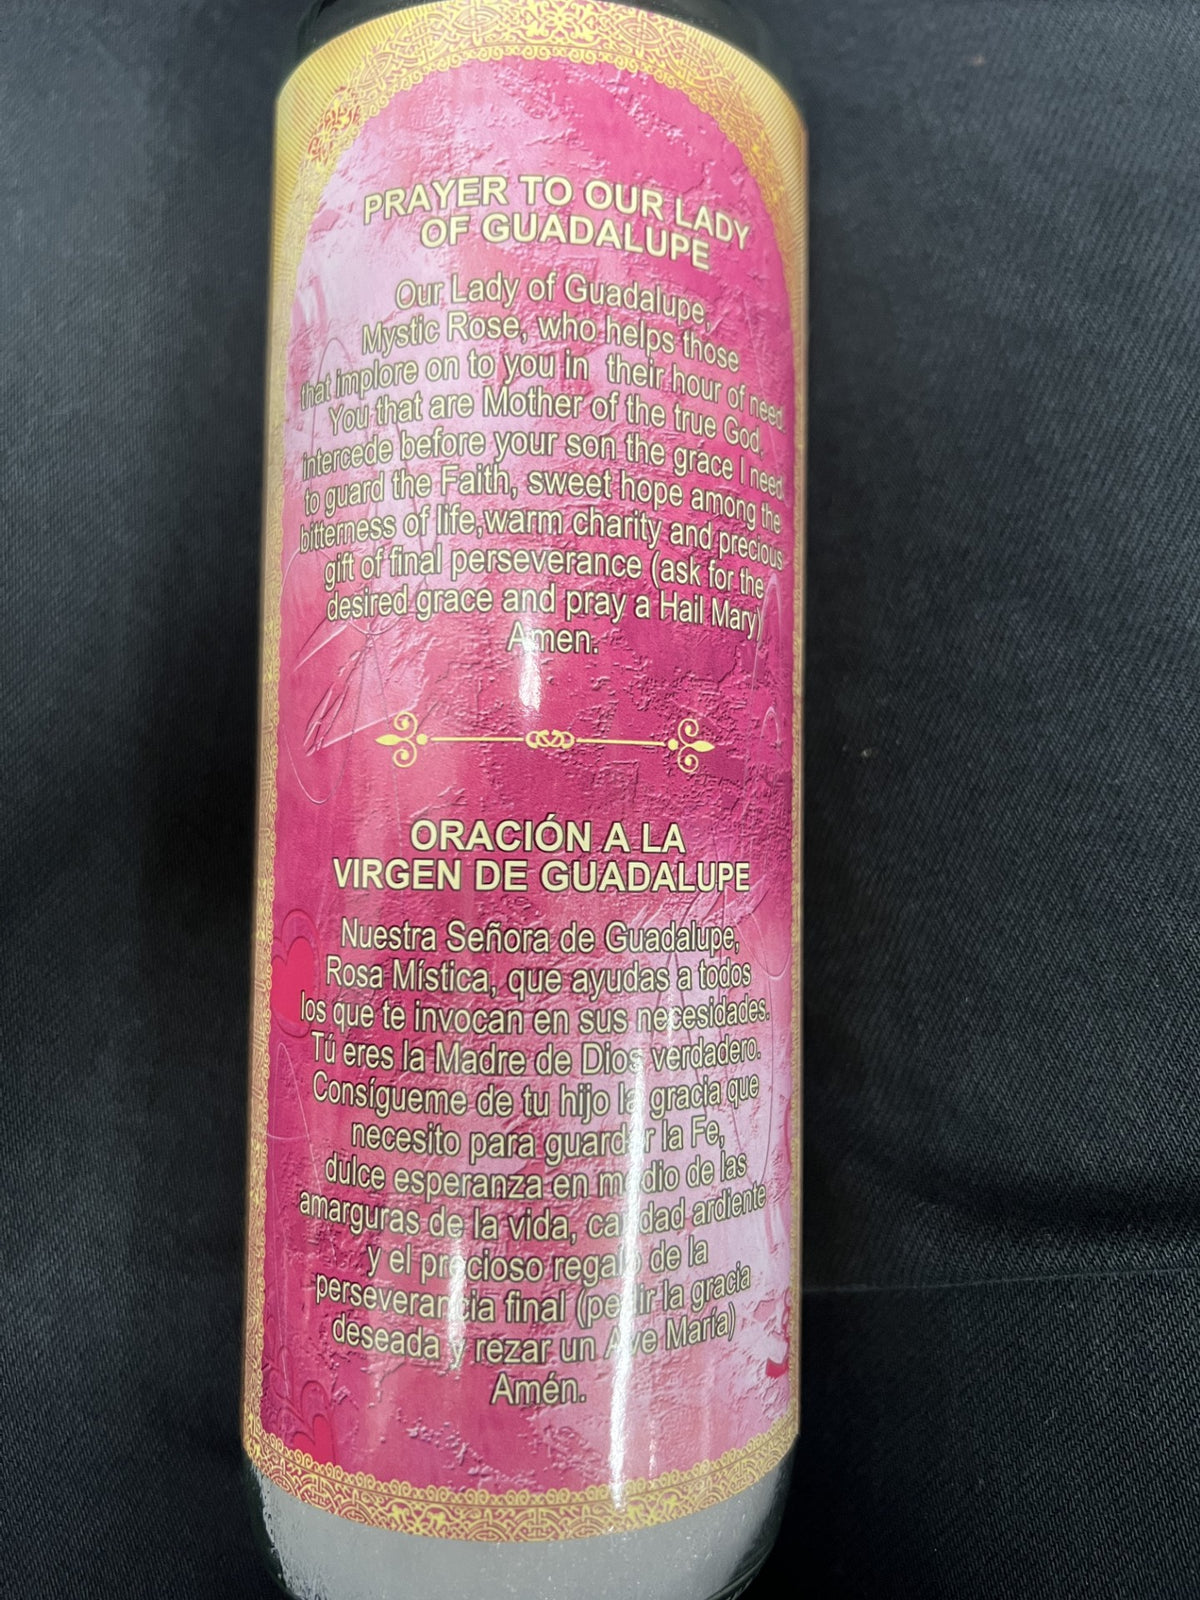 PRAYER TO OUR LADY
OF GUADALUPE
Our Lady of Guadalupe,
Mystic Rose, who helps those
that implore on to you in their hour of need.
You that are Mother of the true God,
intercede before your son the grace I need
to guard the Faith, sweet hope among the
bitterness of life,warm charity and precious
gift of final perseverance (ask for the
desired grace and pray a Hail Mary)
Amen.
ORACIÓN A LA
VIRGEN DE GUADALUPE
Nuestra Señora de Guadalupe,
Rosa Mística, que ayudas a todos
los que te invocan en sus necesidades.
Tú eres la Madre de Dios verdadero.
Consígueme de tu hijo la gracia que
necesito para guardar la Fe,
dulce esperanza en medio de las
amarguras de la vida, caridad ardiente
y el precioso regalo de la
perseverancia final (pedir la gracia
deseada y rezar un Ave María)
Amén.